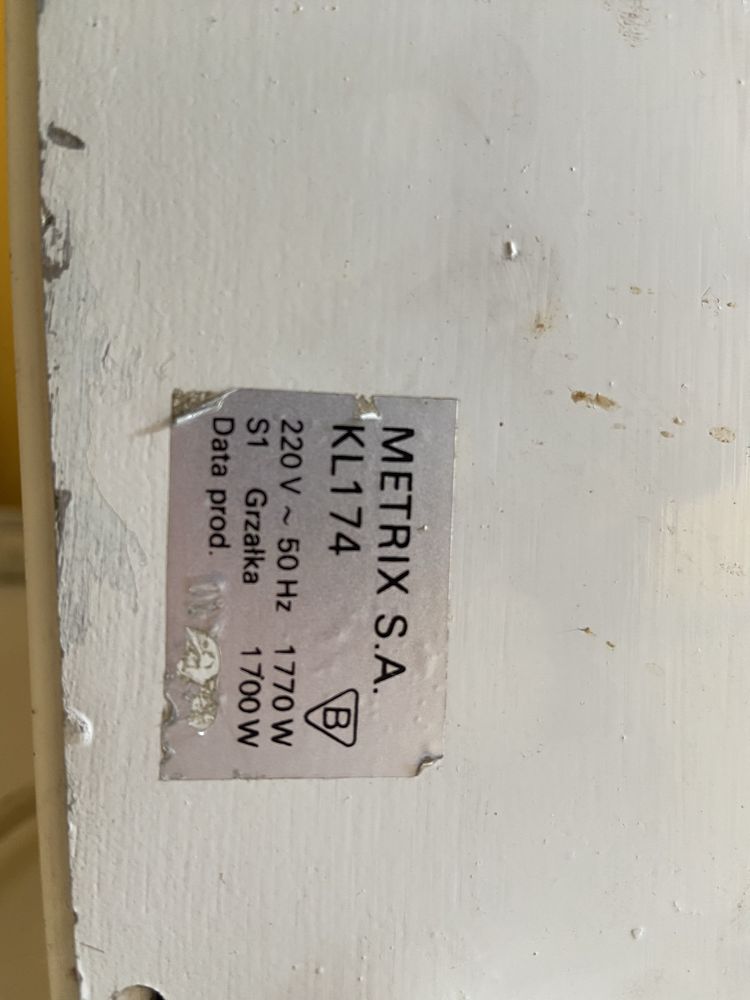 METRIX S.A.
KL174
B
220 V ~ 50 Hz 1770 W
S1 Grzałka 1700 W
Data prod.